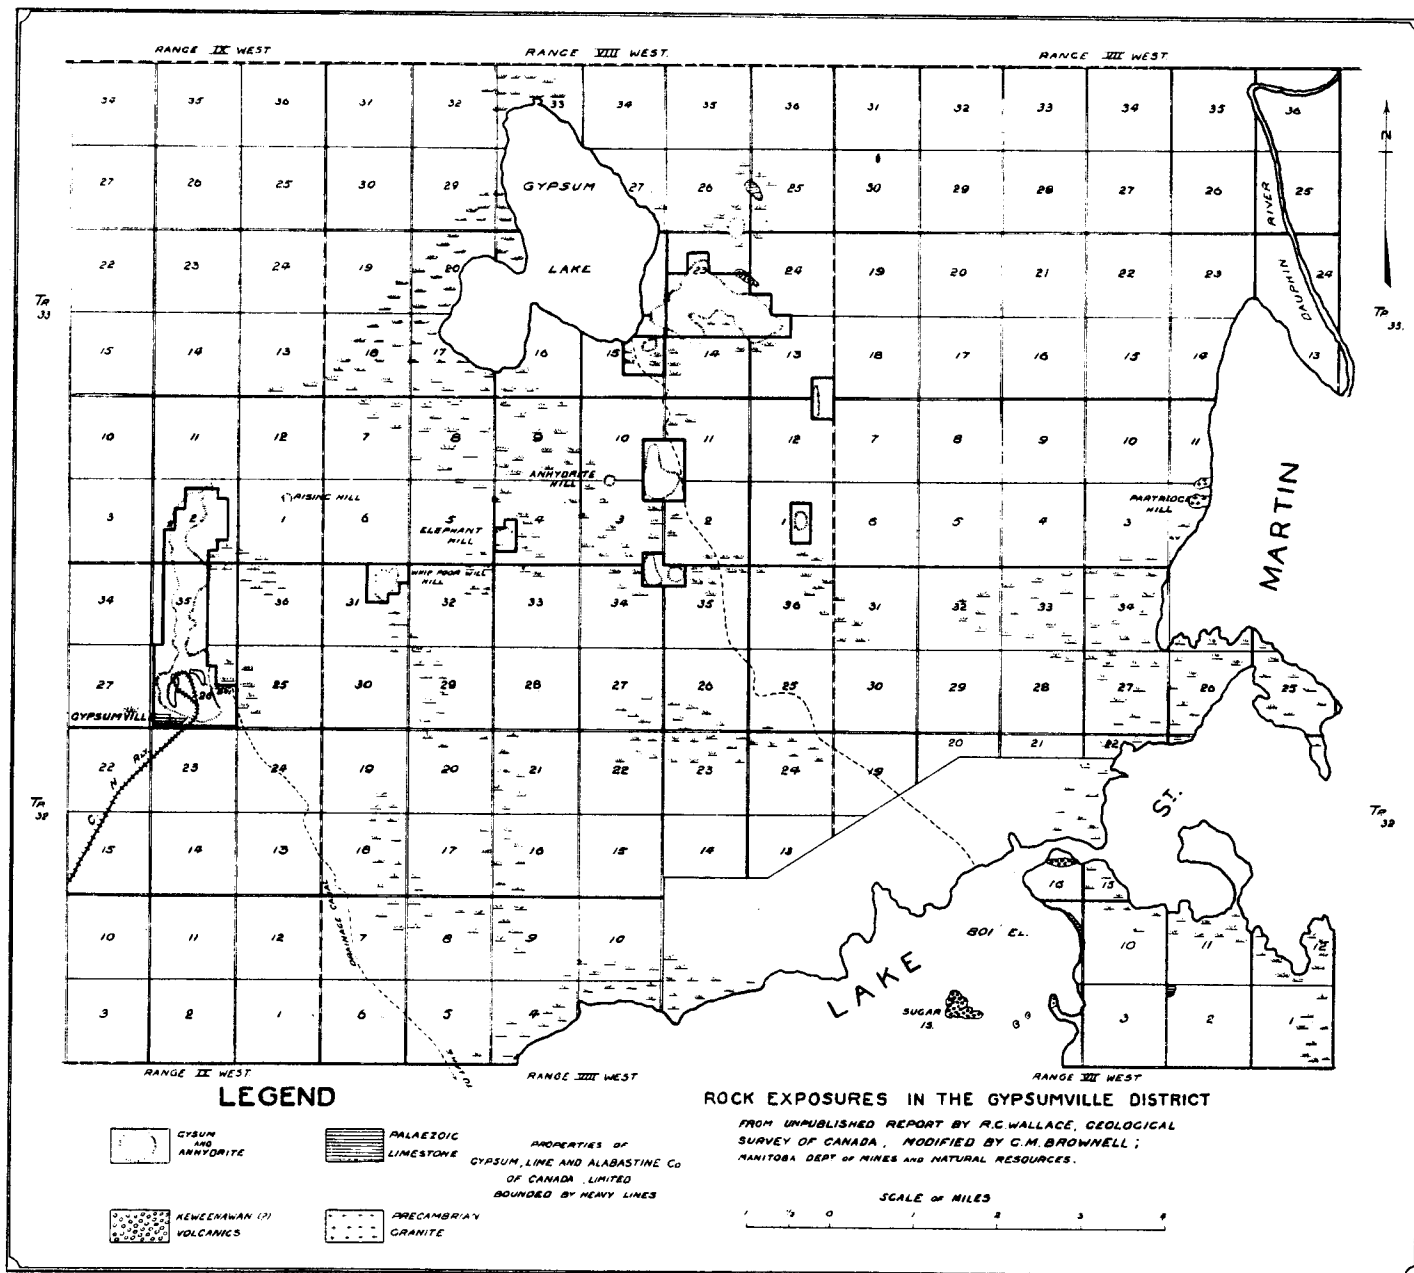 RANGE IX WEST RANGE VIII WEST. RANGE VII WEST
34 35 36 31 32 33 33 34 35 36 31 32 33 34 35 36
N
27 26 25 30 29 GYPSUM 27 26 25 30 29 28 27 26 25
RIVER
22 23 24 19 20 LAKE 23 24 19 20 21 22 23 24
DAUPHIN
Tp 33 Tp 33.
15 14 13 18 17 16 15 14 13 18 17 16 15 14 13
10 11 12 7 8 9 10 11 12 7 8 9 10 11
ANHYDRITE
HILL
RISING HILL
PARTRIDGE
HILL
3 2 1 6 5 4 3 2 1 6 5 4 3
ELEPHANT
HILL
MARTIN
WHIP POOR WILL
HILL
34 35 36 31 32 33 34 35 36 31 32 33 34
27 26 25 30 29 28 27 26 25 30 29 28 27 26 25
GYPSUMVILLE
20 21 22
22 23 24 19 20 21 22 23 24 19
C N RLY
ST.
Tp 32 Tp 32
15 14 13 18 17 16 15 14 13
16 15
DRAINAGE CANAL
10 11 12 7 8 9 10 801 EL. 10 11 12
LAKE
SUGAR
IS.
3 2 1 6 5 4 3 2 1
RANGE IX WEST RANGE VIII WEST RANGE VII WEST
LEGEND
GYSUM
AND
ANHYDRITE
PALAEZOIC
LIMESTONE
KEWEENAWAN (?)
VOLCANICS
PRECAMBRIAN
GRANITE
PROPERTIES OF
GYPSUM, LIME AND ALABASTINE Co
OF CANADA, LIMITED
BOUNDED BY HEAVY LINES
ROCK EXPOSURES IN THE GYPSUMVILLE DISTRICT
FROM UNPUBLISHED REPORT BY R.C. WALLACE, GEOLOGICAL
SURVEY OF CANADA, MODIFIED BY G.M. BROWNELL;
MANITOBA DEPT OF MINES AND NATURAL RESOURCES.
SCALE OF MILES
1 ½ 0 1 2 3 4